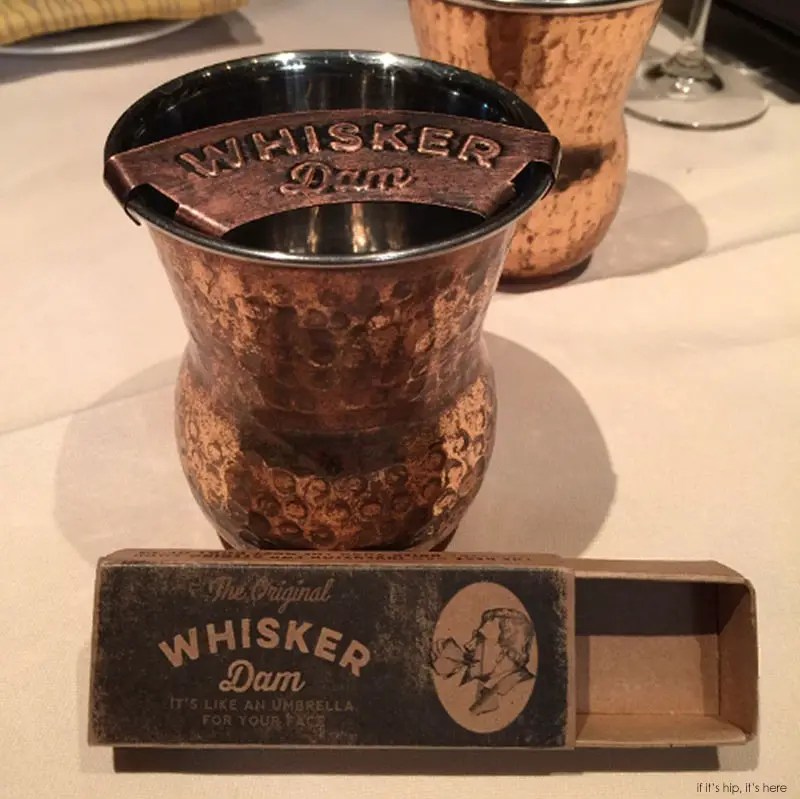 WHISKER
Dam
The Original
WHISKER
Dam
IT'S LIKE AN UMBRELLA
FOR YOUR FACE
if it's hip, it's here